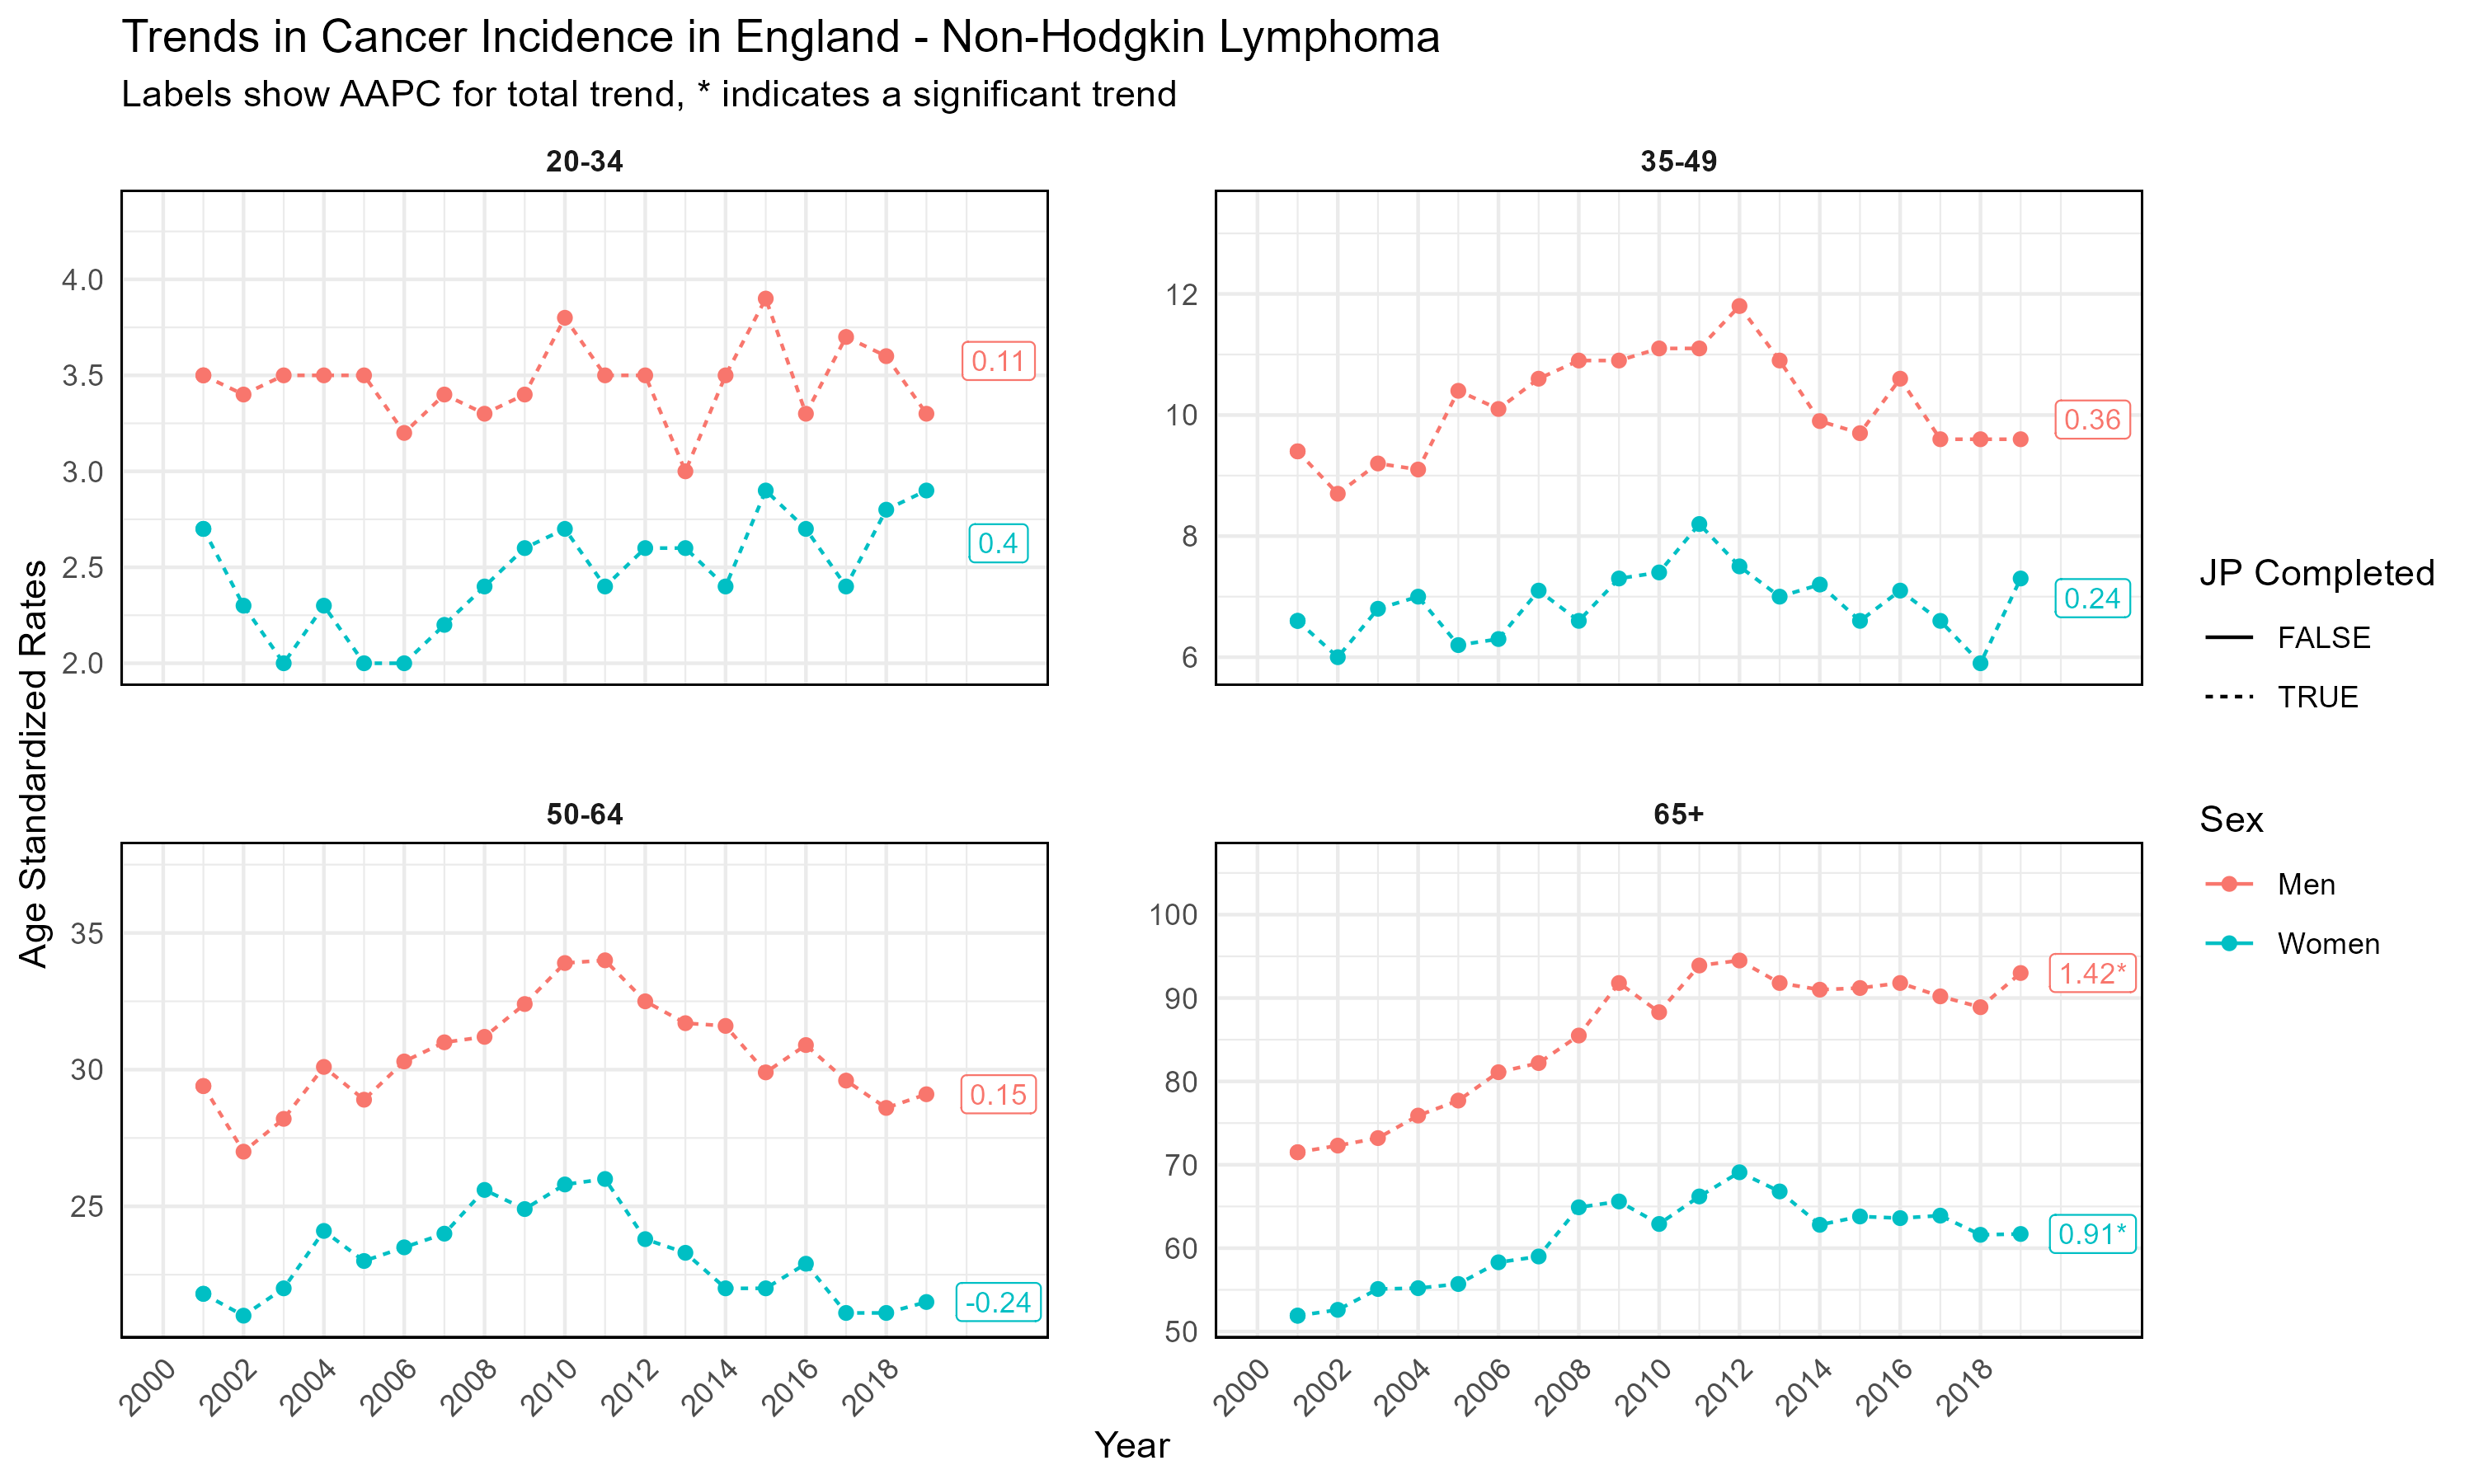 Trends in Cancer Incidence in England - Non-Hodgkin Lymphoma
Labels show AAPC for total trend, * indicates a significant trend
Age Standardized Rates
20-34
4.0
3.5
3.0
2.5
2.0
0.11
0.4
35-49
12
10
8
6
0.36
0.24
50-64
35
30
25
0.15
-0.24
2000 2002 2004 2006 2008 2010 2012 2014 2016 2018
65+
100
90
80
70
60
50
1.42*
0.91*
2000 2002 2004 2006 2008 2010 2012 2014 2016 2018
Year
JP Completed
FALSE
TRUE
Sex
Men
Women